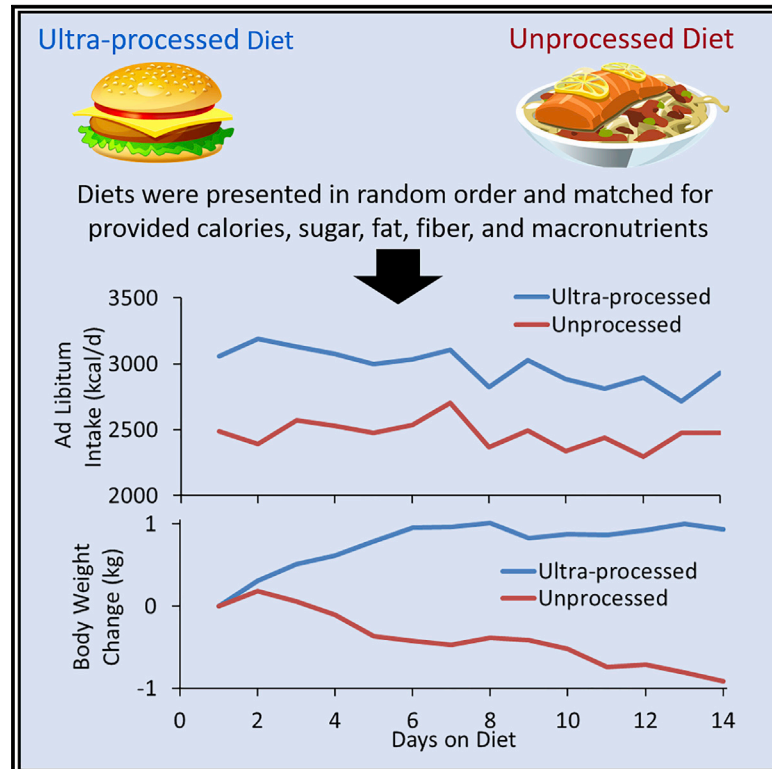 Ultra-processed Diet
Unprocessed Diet
Diets were presented in random order and matched for
provided calories, sugar, fat, fiber, and macronutrients
3500
3000
2500
2000
Ad Libitum
Intake (kcal/d)
Ultra-processed
Unprocessed
1
0
-1
Body Weight
Change (kg)
Ultra-processed
Unprocessed
0 2 4 6 8 10 12 14
Days on Diet